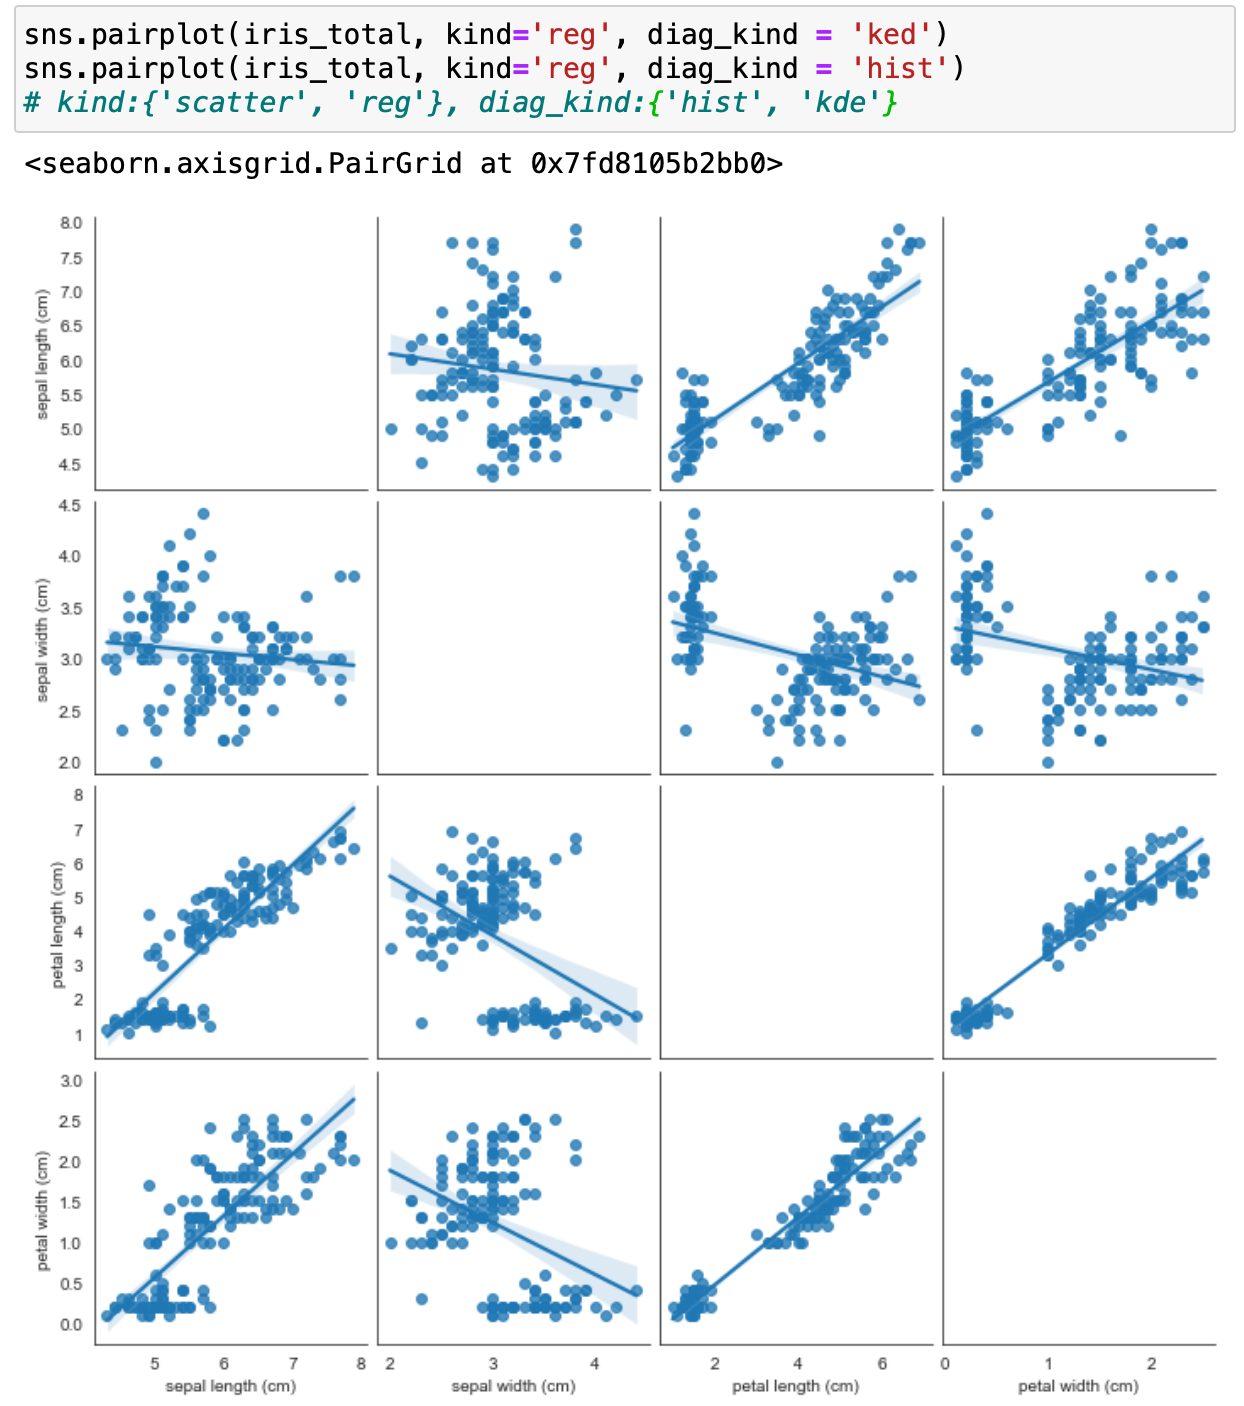 sns.pairplot(iris_total, kind='reg', diag_kind = 'ked')
sns.pairplot(iris_total, kind='reg', diag_kind = 'hist')
# kind:{'scatter', 'reg'}, diag_kind:{'hist', 'kde'}
<seaborn.axisgrid.PairGrid at 0x7fd8105b2bb0>
8.0
7.5
7.0
6.5
6.0
5.5
5.0
4.5
sepal length (cm)
4.5
4.0
3.5
3.0
2.5
2.0
sepal width (cm)
8
7
6
5
4
3
2
1
petal length (cm)
3.0
2.5
2.0
1.5
1.0
0.5
0.0
petal width (cm)
5 6 7 8
sepal length (cm)
2 3 4
sepal width (cm)
2 4 6
petal length (cm)
0 1 2
petal width (cm)